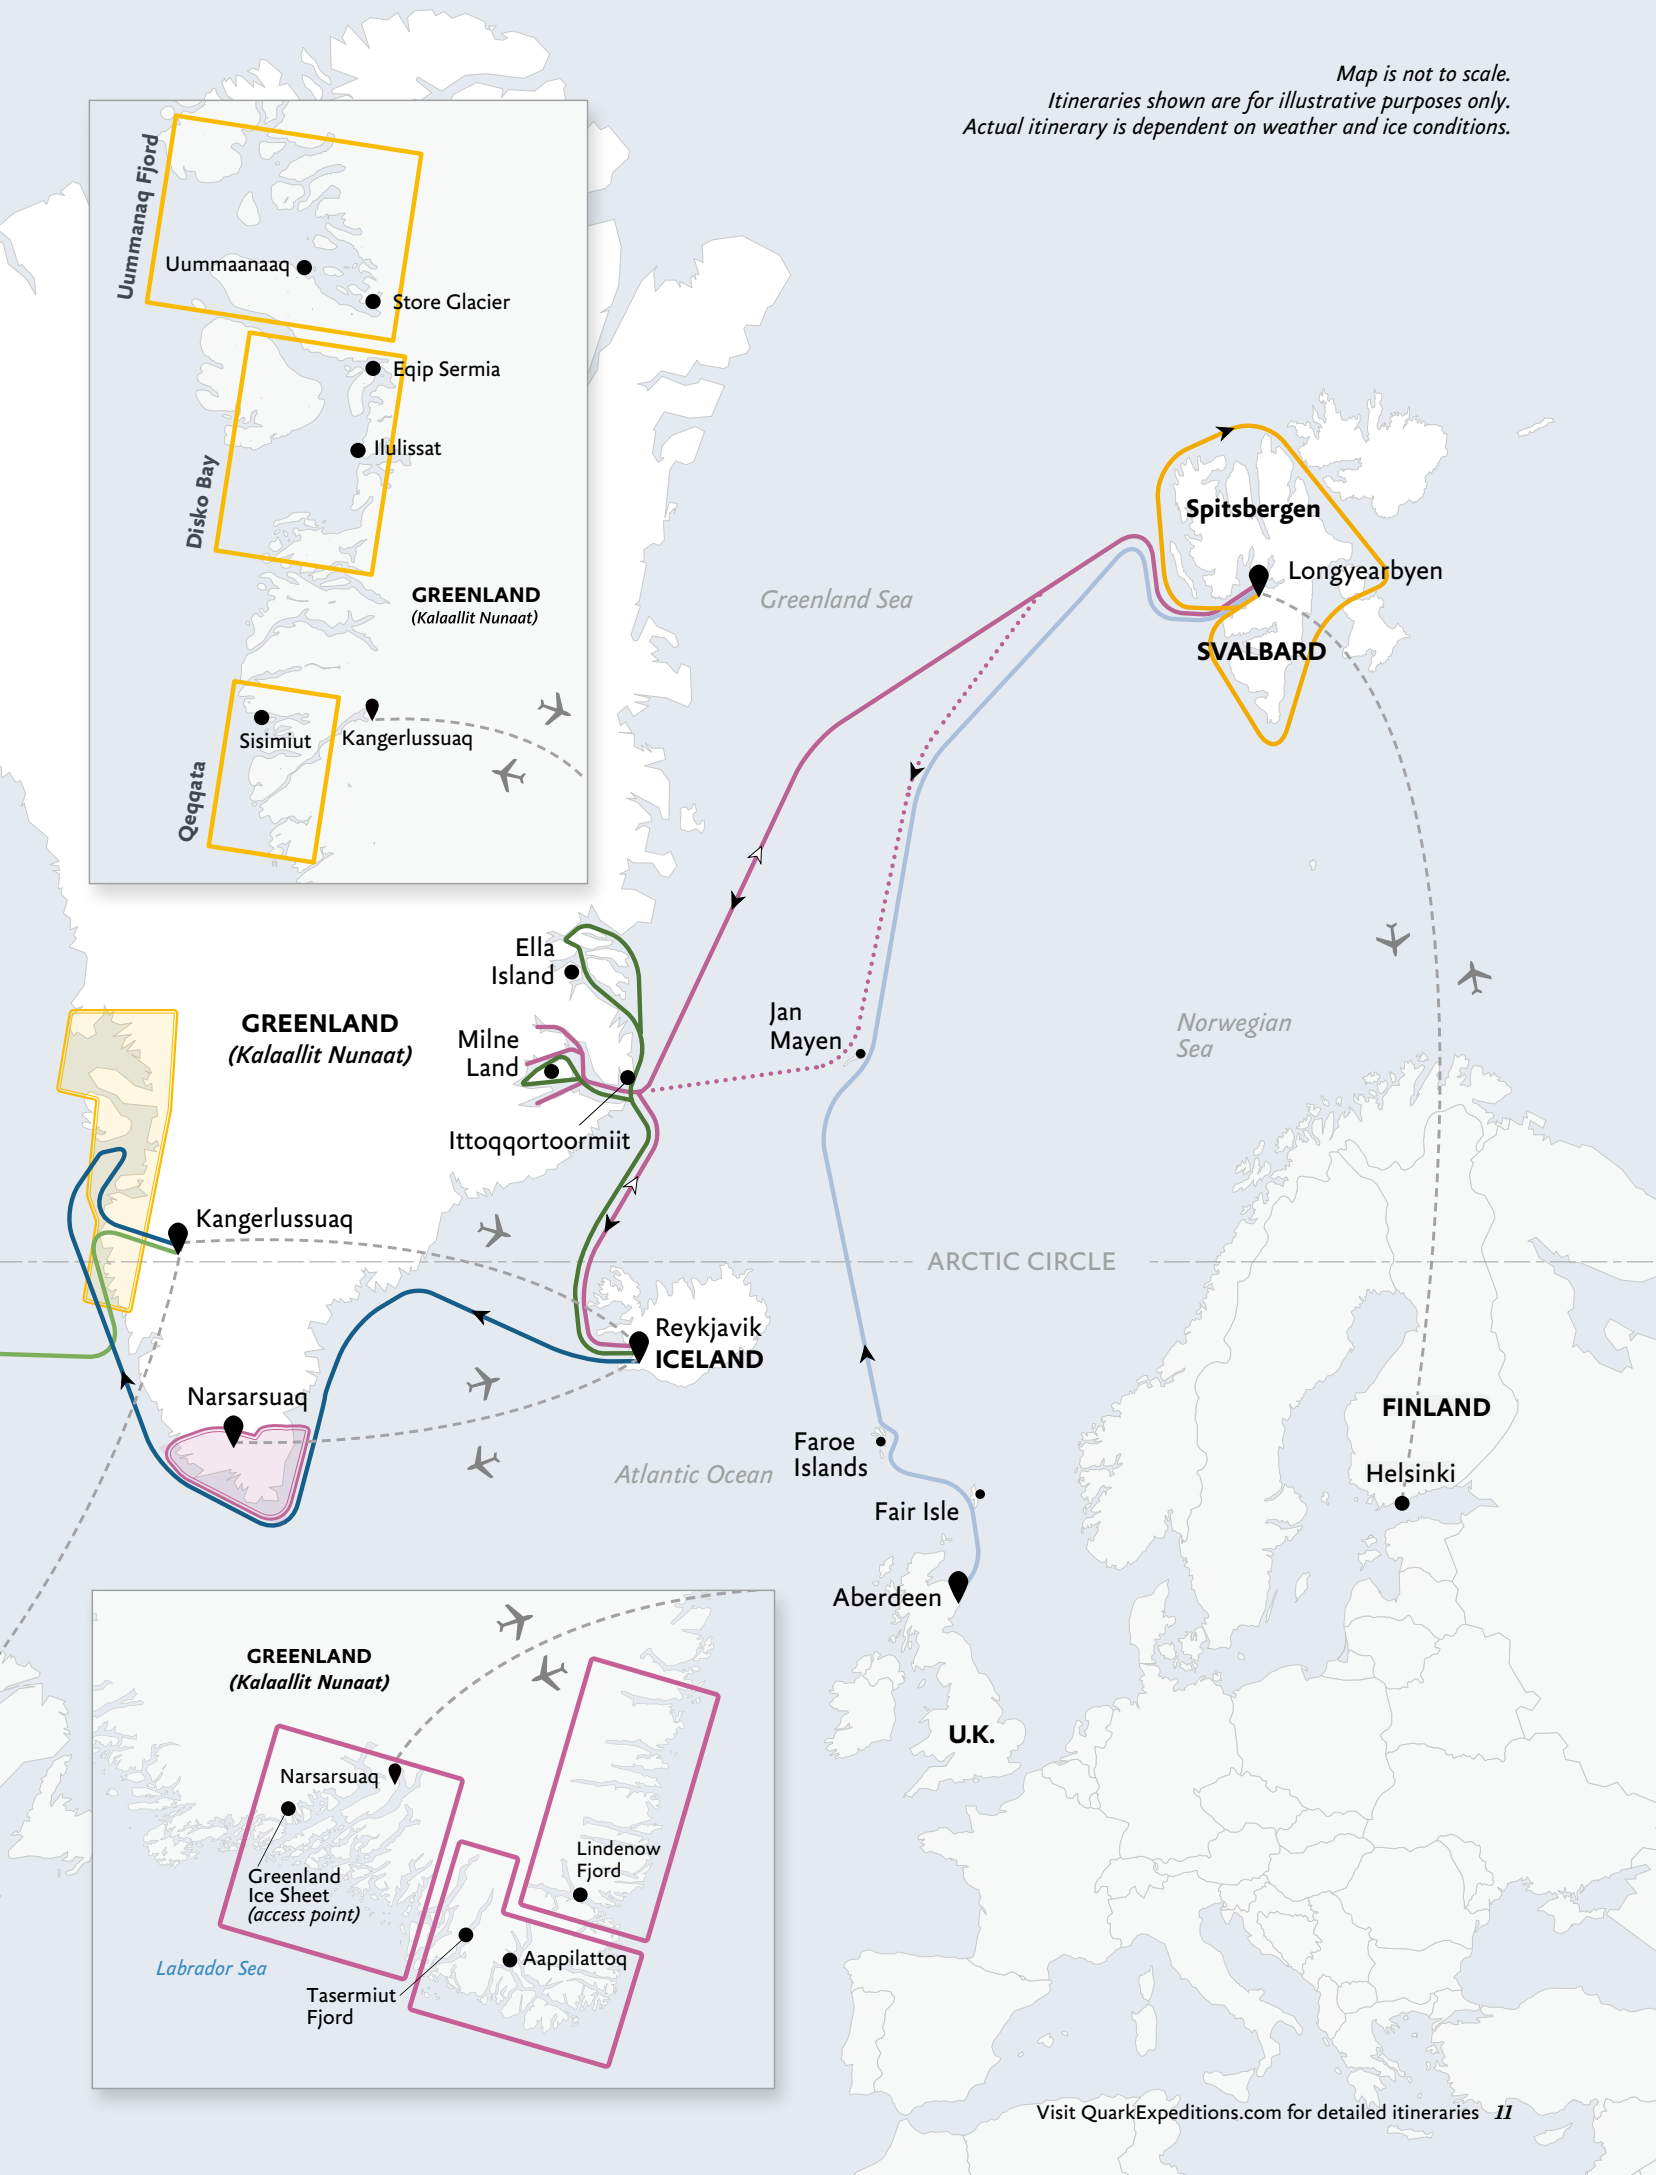 Map is not to scale.
Itineraries shown are for illustrative purposes only.
Actual itinerary is dependent on weather and ice conditions.
Uummanaq Fjord
Uummaanaaq
Store Glacier
Eqip Sermia
Ilulissat
Disko Bay
GREENLAND
(Kalaallit Nunaat)
Sisimiut
Kangerlussuaq
Qeqqata
Greenland Sea
Spitsbergen
Longyearbyen
SVALBARD
Ella
Island
GREENLAND
(Kalaallit Nunaat)
Milne
Land
Jan
Mayen
Norwegian
Sea
Ittoqqortoormiit
Kangerlussuaq
ARCTIC CIRCLE
Reykjavik
ICELAND
Narsarsuaq
FINLAND
Helsinki
Atlantic Ocean
Faroe
Islands
Fair Isle
Aberdeen
U.K.
GREENLAND
(Kalaallit Nunaat)
Narsarsuaq
Greenland
Ice Sheet
(access point)
Lindenow
Fjord
Aappilattoq
Labrador Sea
Tasermiut
Fjord
Visit QuarkExpeditions.com for detailed itineraries 11